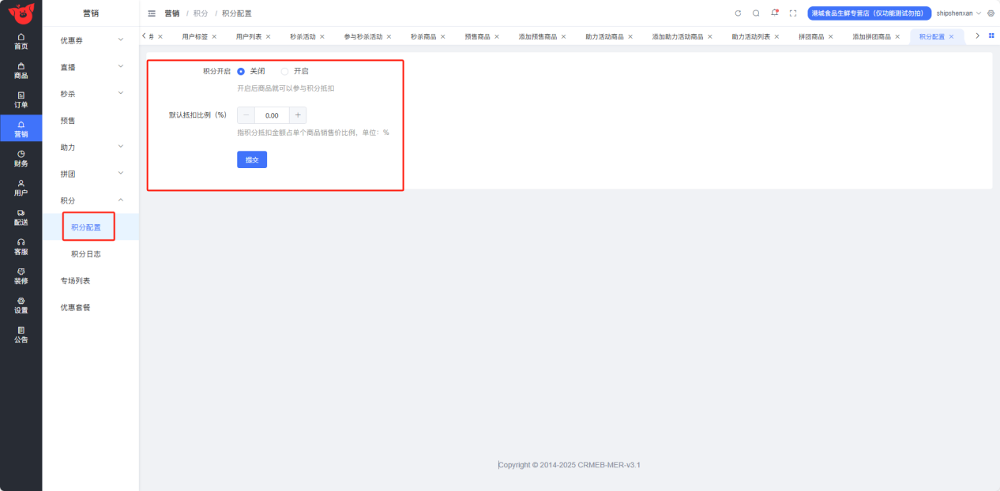 首页
商品
订单
营销
财务
用户
配送
客服
装修
设置
公告
营销
优惠券
直播
秒杀
预售
助力
拼团
积分
积分配置
积分日志
专场列表
优惠套餐
营销 / 积分 / 积分配置
港城食品生鲜专营店（仅功能测试勿拍） shipshenxan
用户标签 用户列表 秒杀活动 参与秒杀活动 秒杀商品 预售商品 添加预售商品 助力活动商品 添加助力活动商品 助力活动列表 拼团商品 添加拼团商品 积分配置
积分开启 关闭 开启
开启后商品就可以参与积分抵扣
默认抵扣比例（%） 0.00
指积分抵扣金额占单个商品销售价比例，单位：%
提交
Copyright © 2014-2025 CRMEB-MER-v3.1